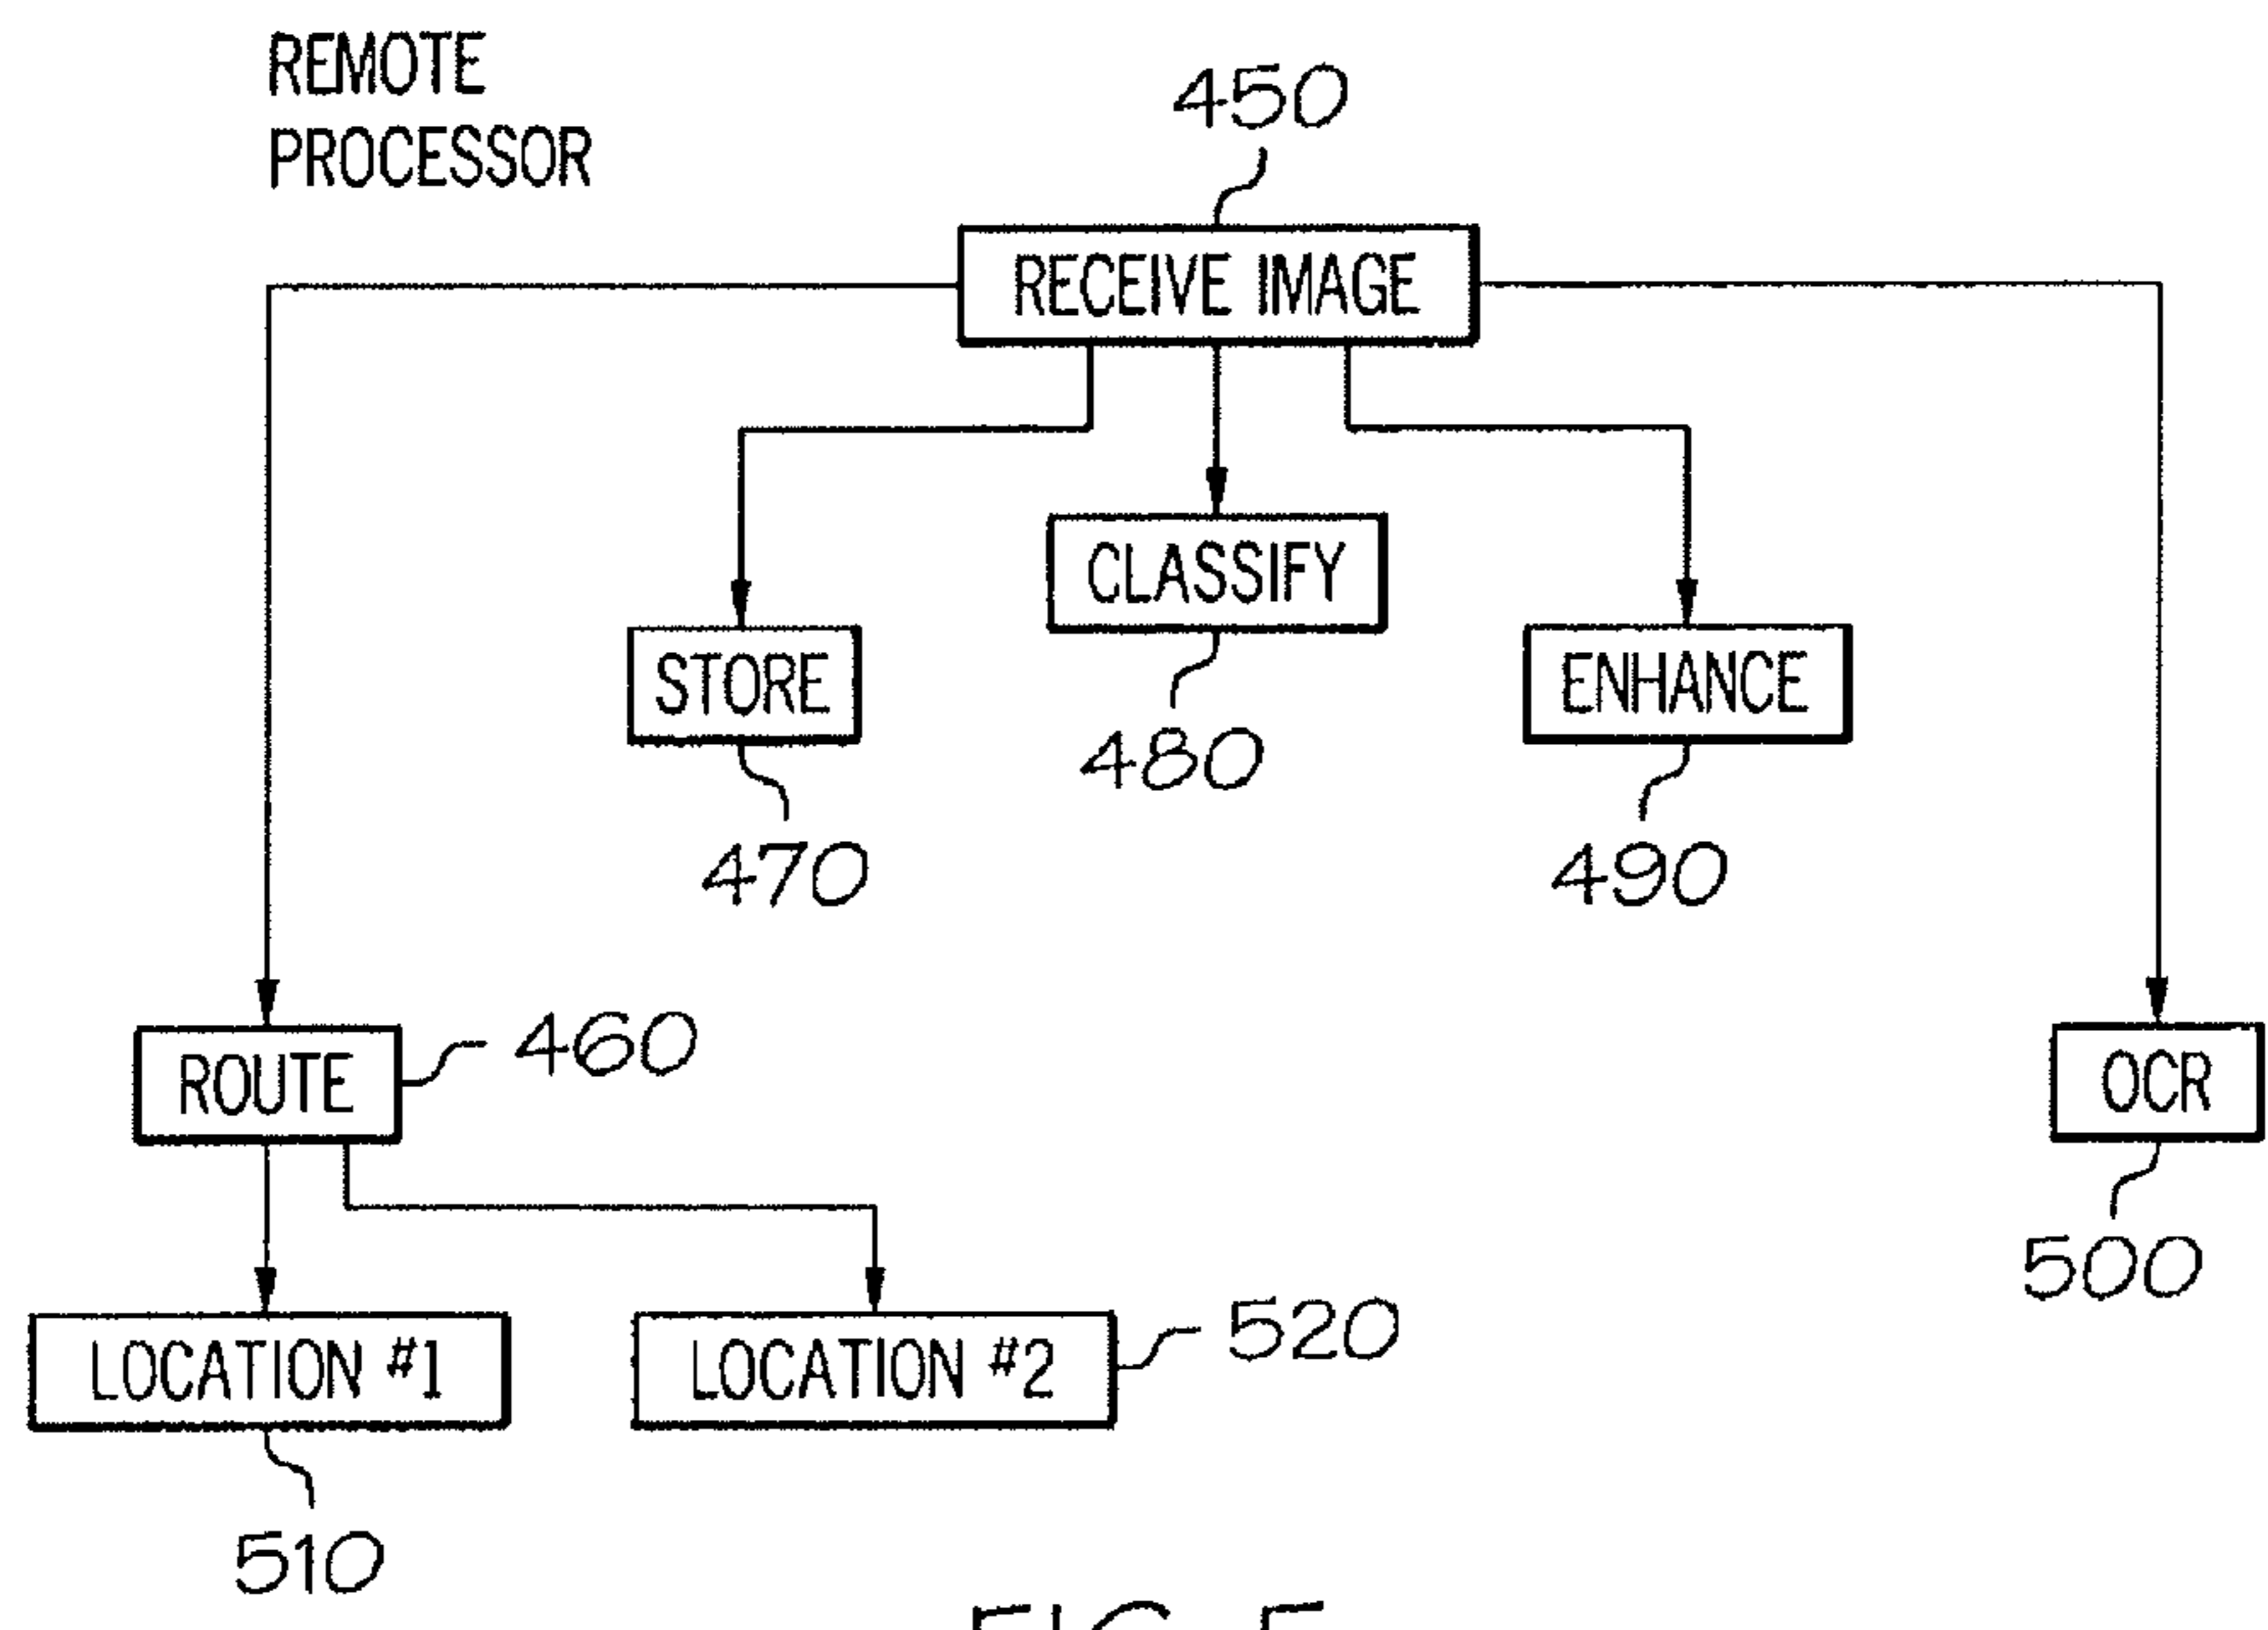 REMOTE
PROCESSOR
450
RECEIVE IMAGE
CLASSIFY
STORE
ENHANCE
480
470
490
ROUTE
460
OCR
500
LOCATION #1
LOCATION #2
520
510